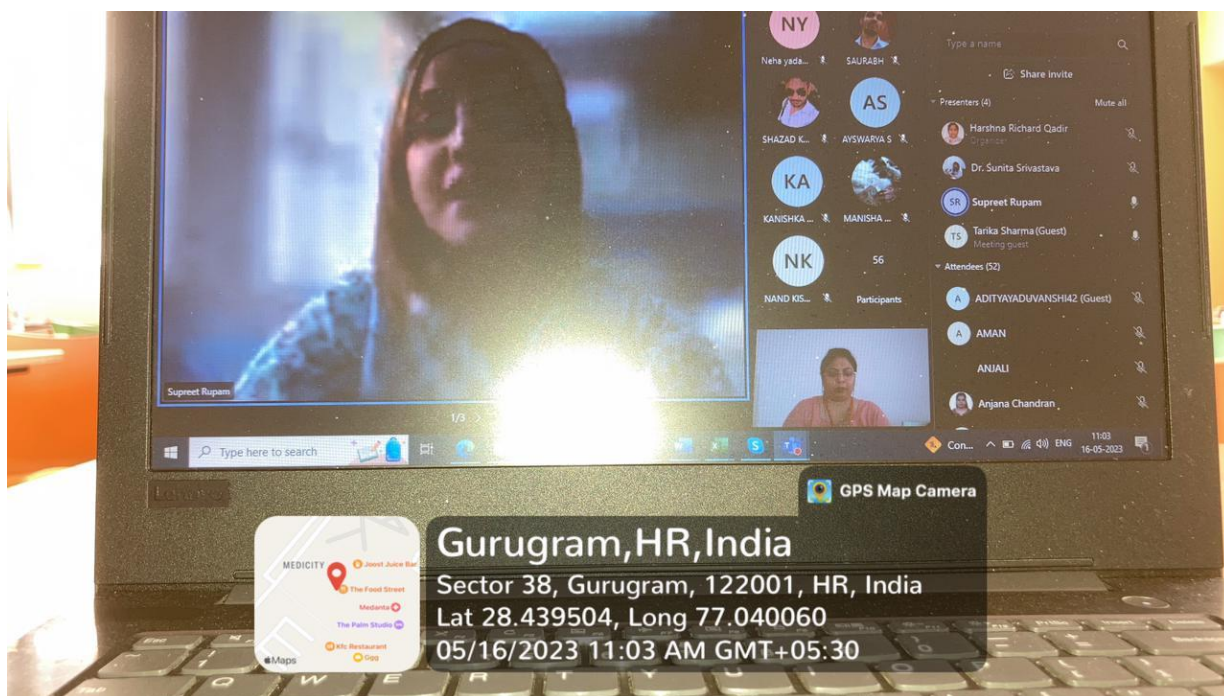 NY
Neha yada...
SAURABH
SHAZAD K...
AS
AYSWARYA S
KA
KANISHKA ...
MANISHA ...
NK
NAND KIS...
56
Participants
Type a name
Share invite
Presenters (4)
Mute all
Harshna Richard Qadir
Organizer
Dr. Sunita Srivastava
SR
Supreet Rupam
TS
Tarika Sharma (Guest)
Meeting guest
Attendees (52)
A
ADITYAYADUVANSHI42 (Guest)
A
AMAN
ANJALI
Anjana Chandran
Supreet Rupam
1/3
Type here to search
Con...
ENG
11:03
16-05-2023
Lenovo
GPS Map Camera
MEDICITY
Joost Juice Bar
The Food Street
Medanta
The Palm Studio
Kfc Restaurant
Maps
Gurugram,HR,India
Sector 38, Gurugram, 122001, HR, India
Lat 28.439504, Long 77.040060
05/16/2023 11:03 AM GMT+05:30
Esc
Q
W
E
R